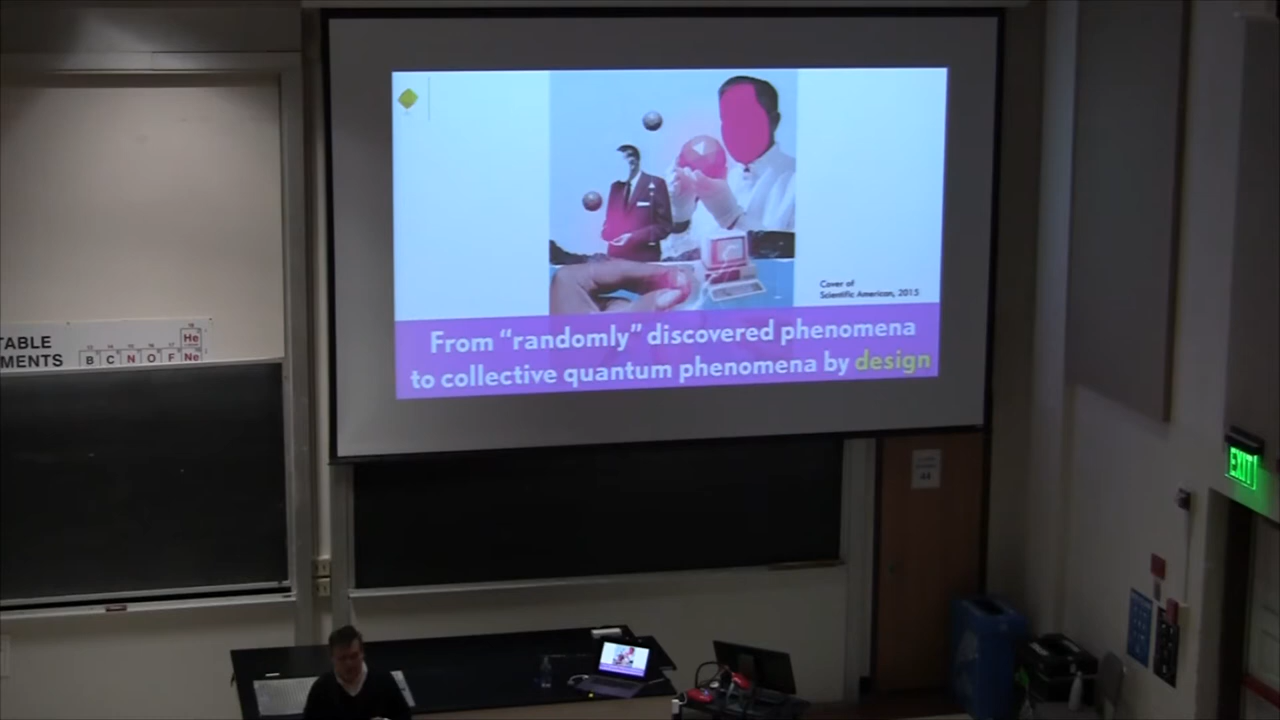 Cover of
Scientific American, 2015
From “randomly” discovered phenomena
to collective quantum phenomena by design
TABLE
MENTS
He
B C N O F Ne
EXIT